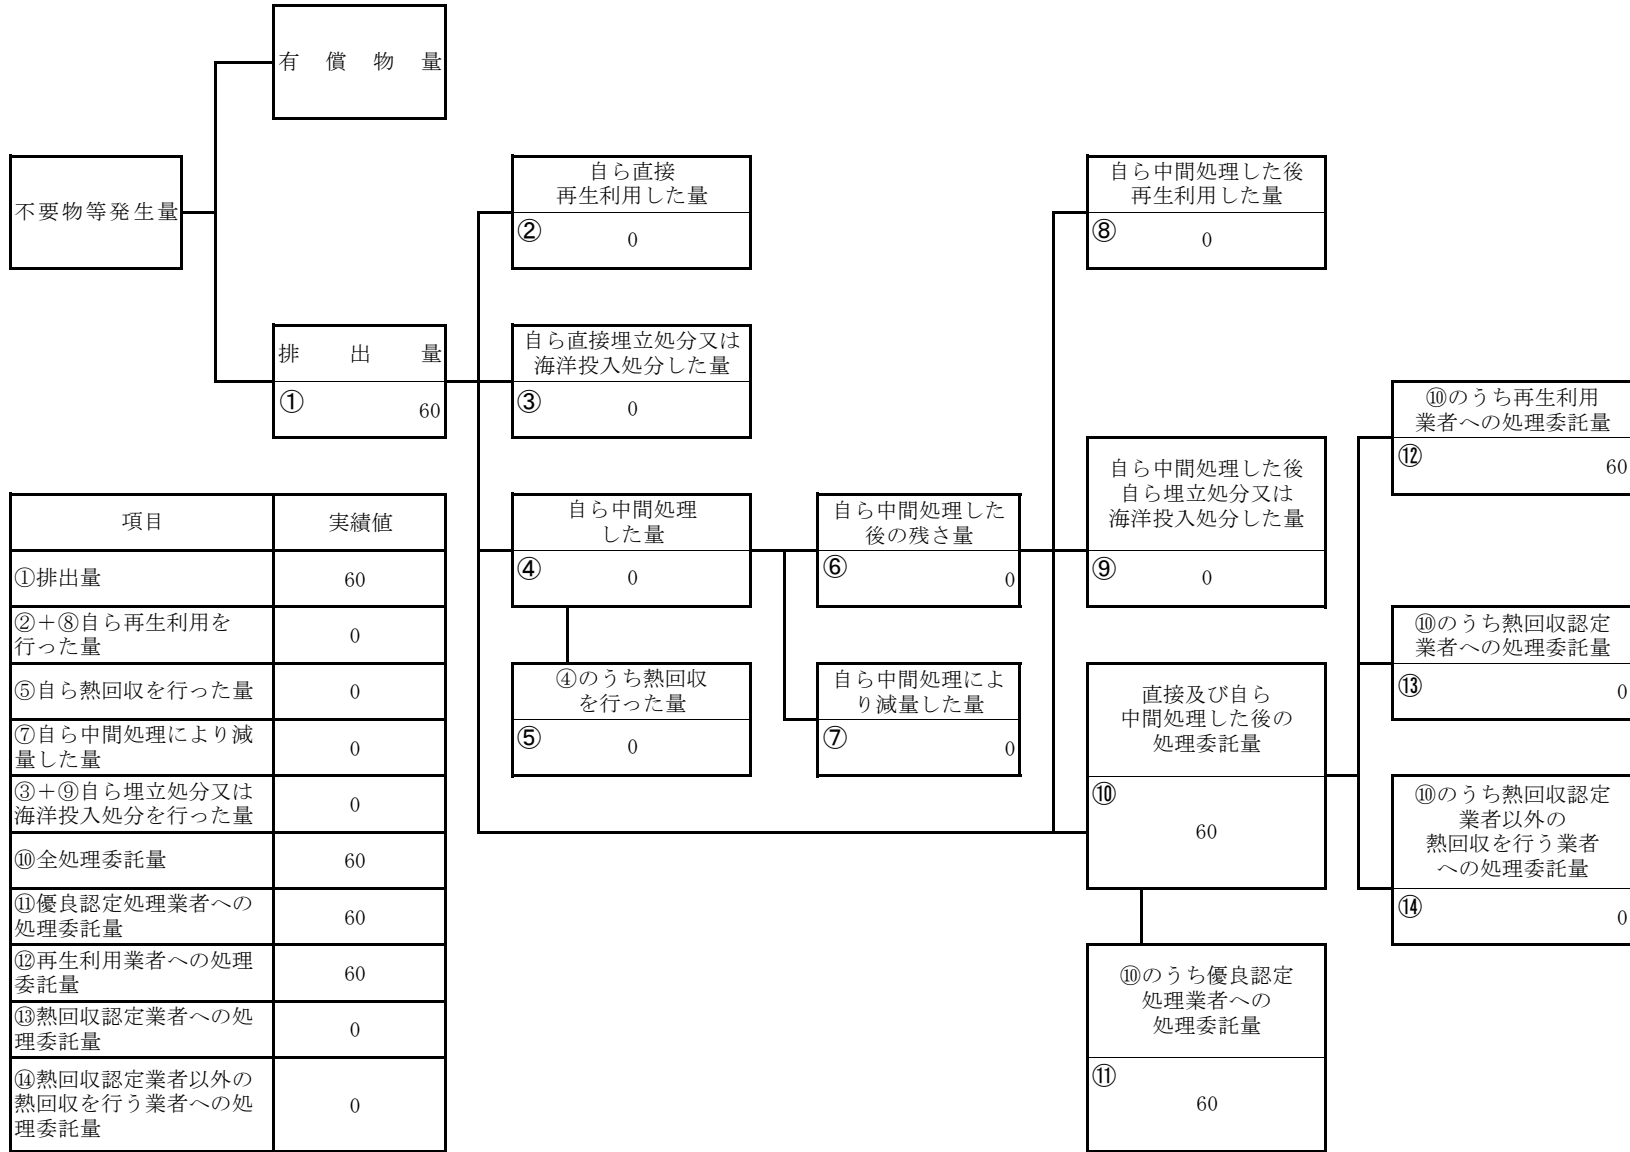 有償物量
不要物等発生量
自ら直接
再生利用した量
②
0
自ら中間処理した後
再生利用した量
⑧
0
排出量
①
60
自ら直接埋立処分又は
海洋投入処分した量
③
0
⑩のうち再生利用
業者への処理委託量
⑫
60
自ら中間処理
した量
④
0
自ら中間処理した
後の残さ量
⑥
0
自ら中間処理した後
自ら埋立処分又は
海洋投入処分した量
⑨
0
⑩のうち熱回収認定
業者への処理委託量
⑬
0
④のうち熱回収
を行った量
⑤
0
自ら中間処理によ
り減量した量
⑦
0
直接及び自ら
中間処理した後の
処理委託量
⑩
60
⑩のうち熱回収認定
業者以外の
熱回収を行う業者
への処理委託量
⑭
0
⑩のうち優良認定
処理業者への
処理委託量
⑪
60
項目 実績値
①排出量 60
②＋⑧自ら再生利用を
行った量 0
⑤自ら熱回収を行った量 0
⑦自ら中間処理により減
量した量 0
③＋⑨自ら埋立処分又は
海洋投入処分を行った量 0
⑩全処理委託量 60
⑪優良認定処理業者への
処理委託量 60
⑫再生利用業者への処理
委託量 60
⑬熱回収認定業者への処
理委託量 0
⑭熱回収認定業者以外の
熱回収を行う業者への処
理委託量 0